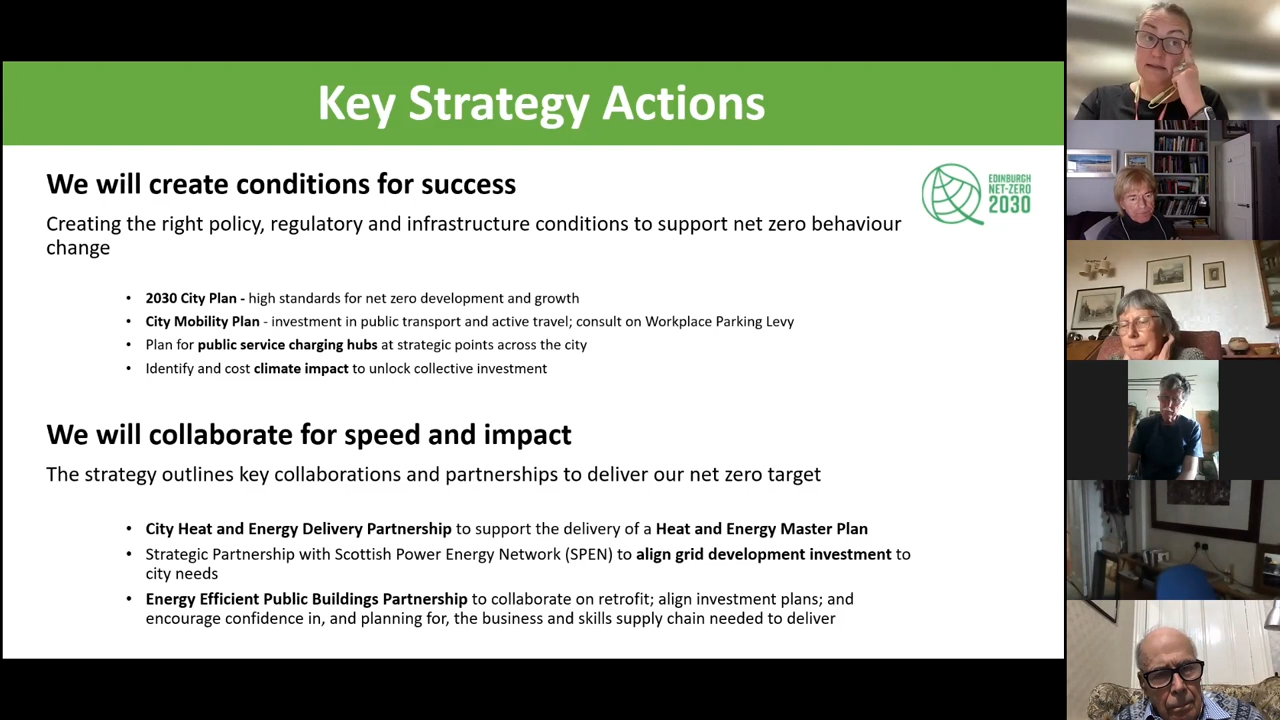 Key Strategy Actions
We will create conditions for success
EDINBURGH
NET-ZERO
2030
Creating the right policy, regulatory and infrastructure conditions to support net zero behaviour
change
• 2030 City Plan - high standards for net zero development and growth
• City Mobility Plan - investment in public transport and active travel; consult on Workplace Parking Levy
• Plan for public service charging hubs at strategic points across the city
• Identify and cost climate impact to unlock collective investment
We will collaborate for speed and impact
The strategy outlines key collaborations and partnerships to deliver our net zero target
• City Heat and Energy Delivery Partnership to support the delivery of a Heat and Energy Master Plan
• Strategic Partnership with Scottish Power Energy Network (SPEN) to align grid development investment to
city needs
• Energy Efficient Public Buildings Partnership to collaborate on retrofit; align investment plans; and
encourage confidence in, and planning for, the business and skills supply chain needed to deliver